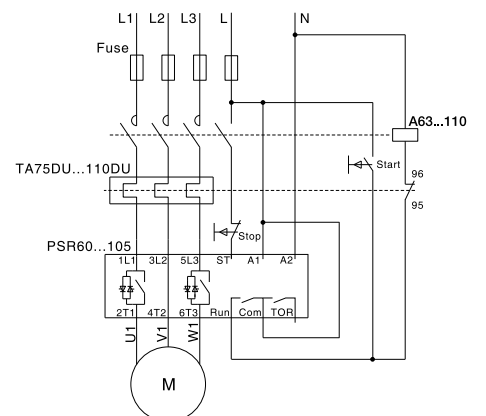 L1 L2 L3 L N
Fuse
A63...110
Start
TA75DU...110DU
96
95
Stop
PSR60...105
1L1 3L2 5L3 ST A1 A2
2T1 4T2 6T3 Run Com TOR
U1 V1 W1
M